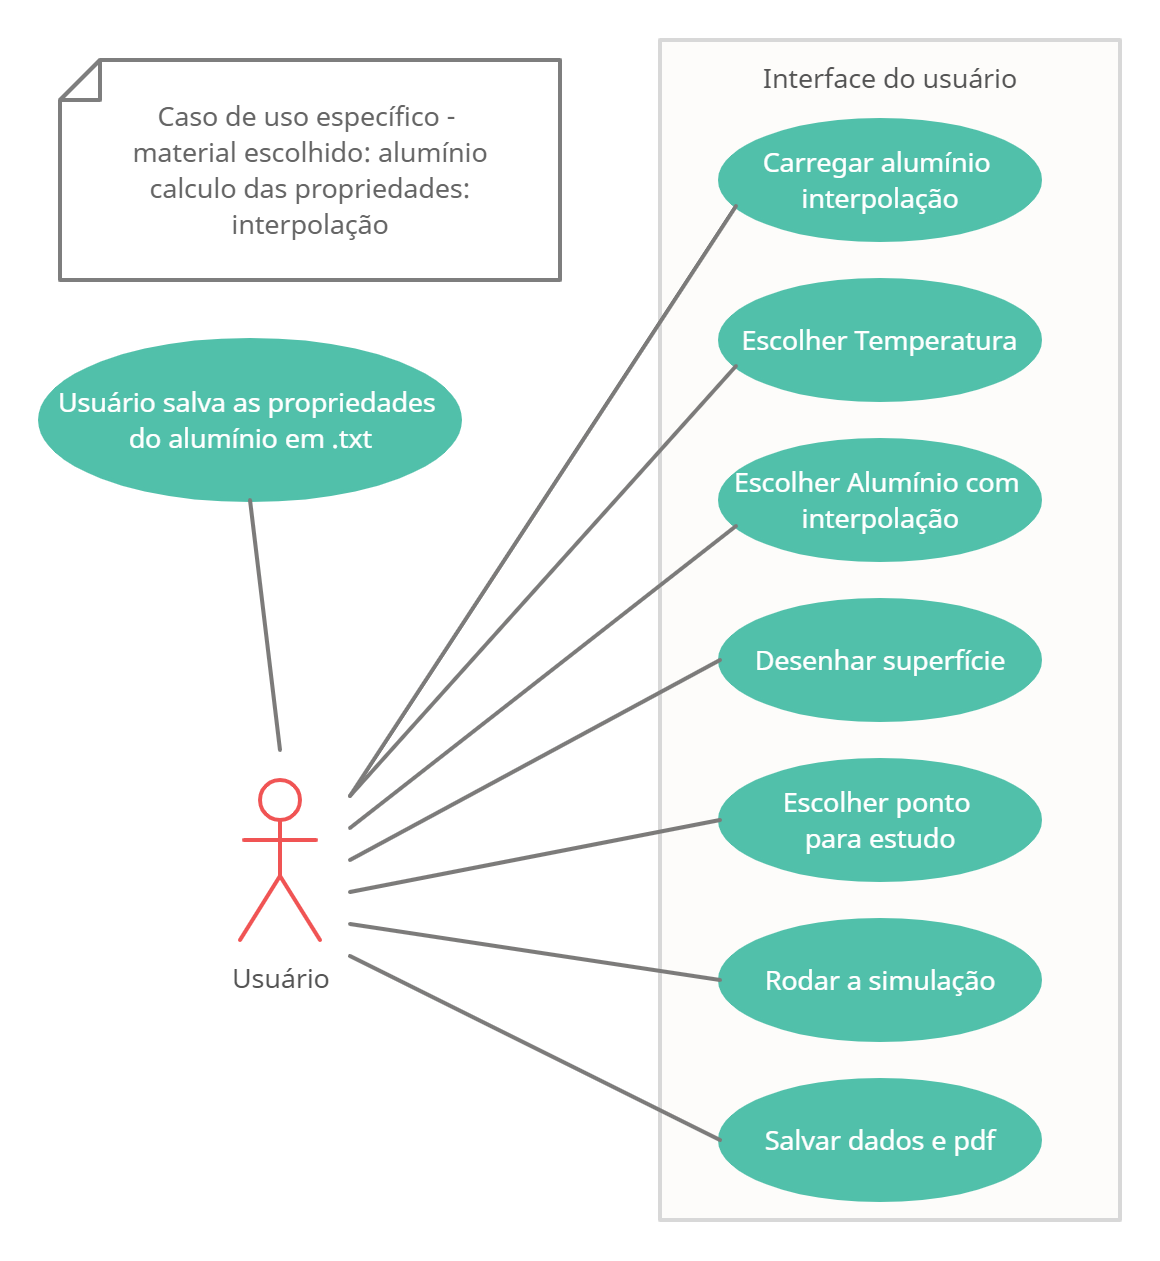 Caso de uso específico -
material escolhido: alumínio
calculo das propriedades:
interpolação
Usuário salva as propriedades
do alumínio em .txt
Usuário
Interface do usuário
Carregar alumínio
interpolação
Escolher Temperatura
Escolher Alumínio com
interpolação
Desenhar superfície
Escolher ponto
para estudo
Rodar a simulação
Salvar dados e pdf